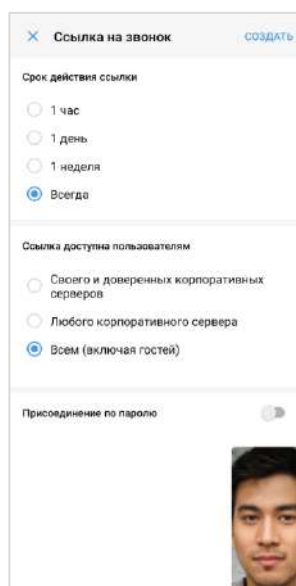 Ссылка на звонок
СОЗДАТЬ
Срок действия ссылки
1 час
1 день
1 неделя
Всегда
Ссылка доступна пользователям
Своего и доверенных корпоративных
серверов
Любого корпоративного сервера
Всем (включая гостей)
Присоединение по паролю